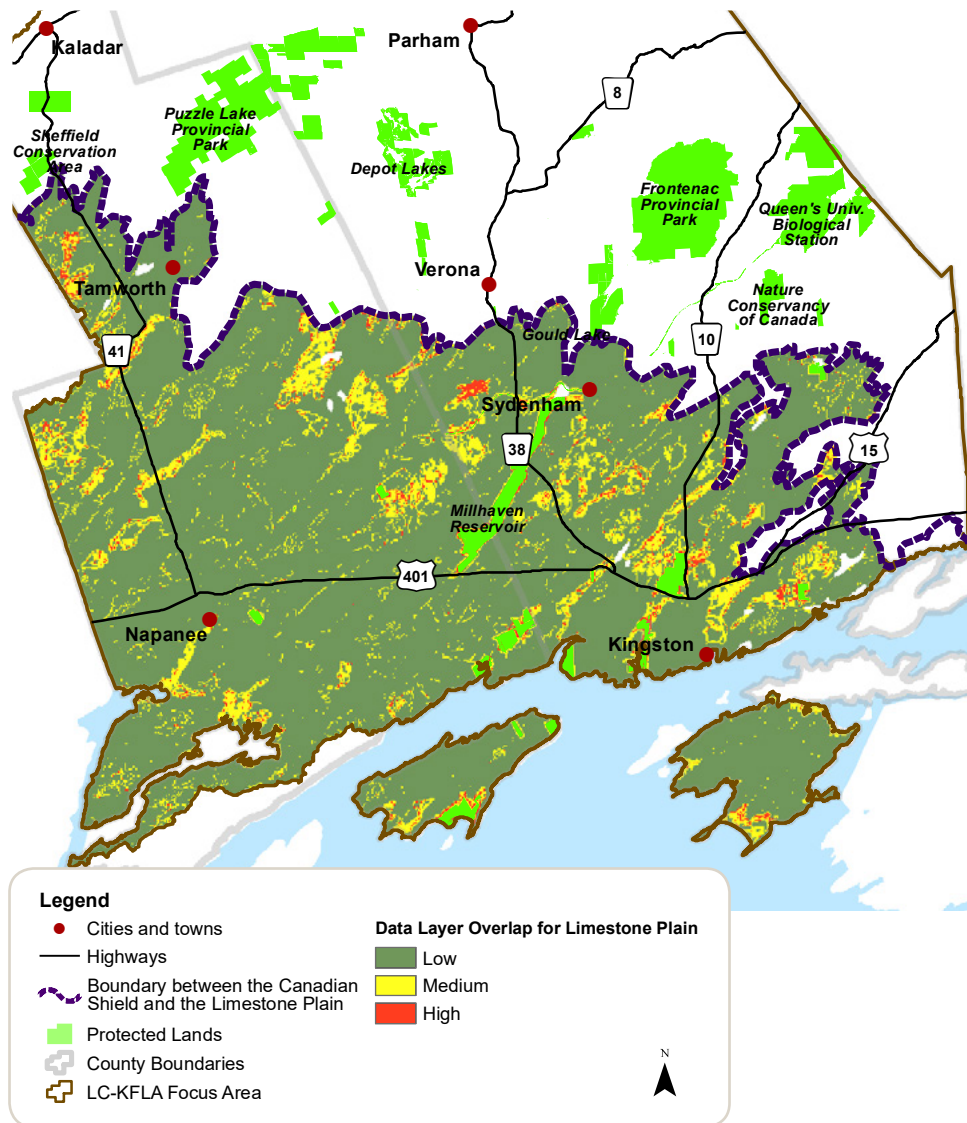 Kaladar
Parham
8
Puzzle Lake
Provincial
Park
Sheffield
Conservation
Area
Depot Lakes
Frontenac
Provincial
Park
Queen's Univ.
Biological
Station
Verona
Tamworth
Nature
Conservancy
of Canada
Gould Lake
10
41
Sydenham
38
15
Millhaven
Reservoir
401
Napanee
Kingston
Legend
Cities and towns
Highways
Boundary between the Canadian
Shield and the Limestone Plain
Protected Lands
County Boundaries
LC-KFLA Focus Area
Data Layer Overlap for Limestone Plain
Low
Medium
High
N